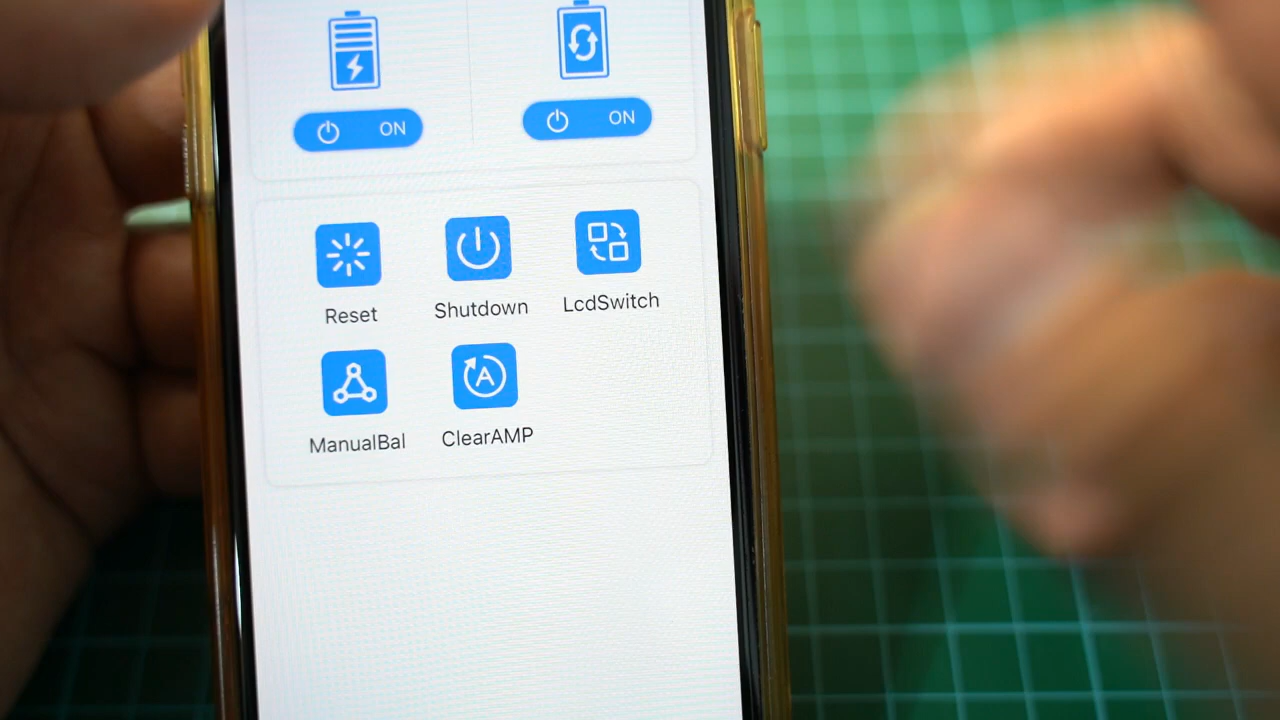 ON
ON
Reset
Shutdown
LcdSwitch
ManualBal
ClearAMP